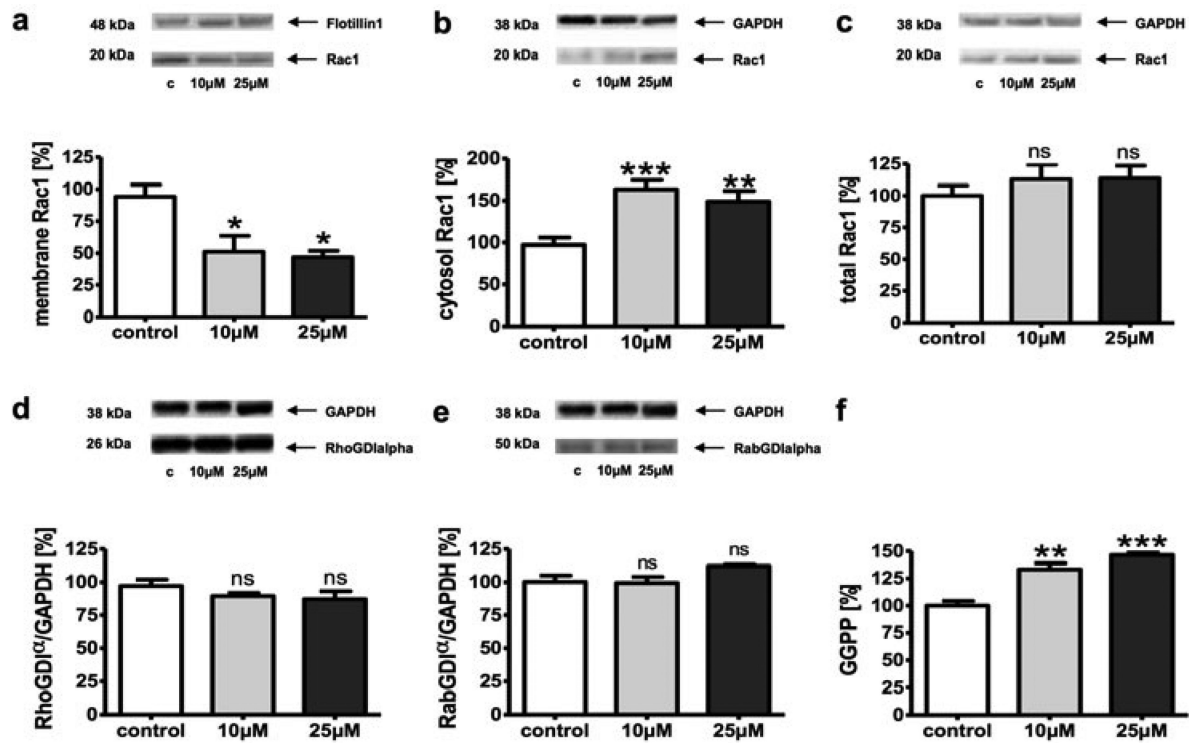 a
48 kDa
Flotillin1
20 kDa
Rac1
c 10µM 25µM
membrane Rac1 [%]
125
100
75
50
25
0
*
*
control 10µM 25µM
b
38 kDa
GAPDH
20 kDa
Rac1
c 10µM 25µM
cytosol Rac1 [%]
200
150
100
50
0
***
**
control 10µM 25µM
c
38 kDa
GAPDH
20 kDa
Rac1
c 10µM 25µM
total Rac1 [%]
125
100
75
50
25
0
ns
ns
control 10µM 25µM
d
38 kDa
GAPDH
26 kDa
RhoGDIalpha
c 10µM 25µM
RhoGDIα/GAPDH [%]
125
100
75
50
25
0
ns
ns
control 10µM 25µM
e
38 kDa
GAPDH
50 kDa
RabGDIalpha
c 10µM 25µM
RabGDIα/GAPDH [%]
125
100
75
50
25
0
ns
ns
control 10µM 25µM
f
GGPP [%]
150
125
100
75
50
25
0
**
***
control 10µM 25µM